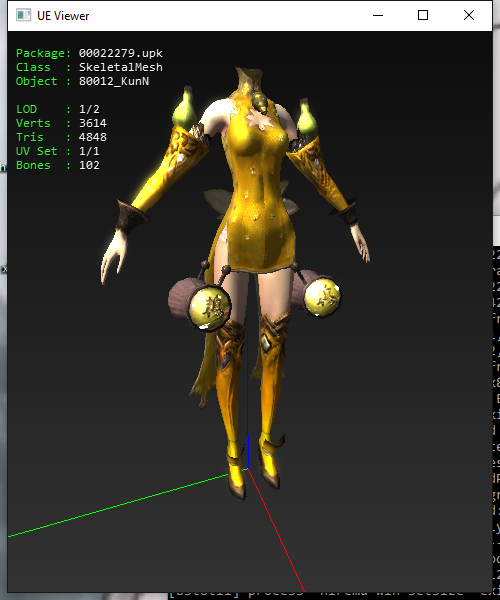 UE Viewer
Package: 00022279.upk
Class : SkeletalMesh
Object : 80012_KunN
LOD : 1/2
Verts : 3614
Tris : 4848
UV Set : 1/1
Bones : 102